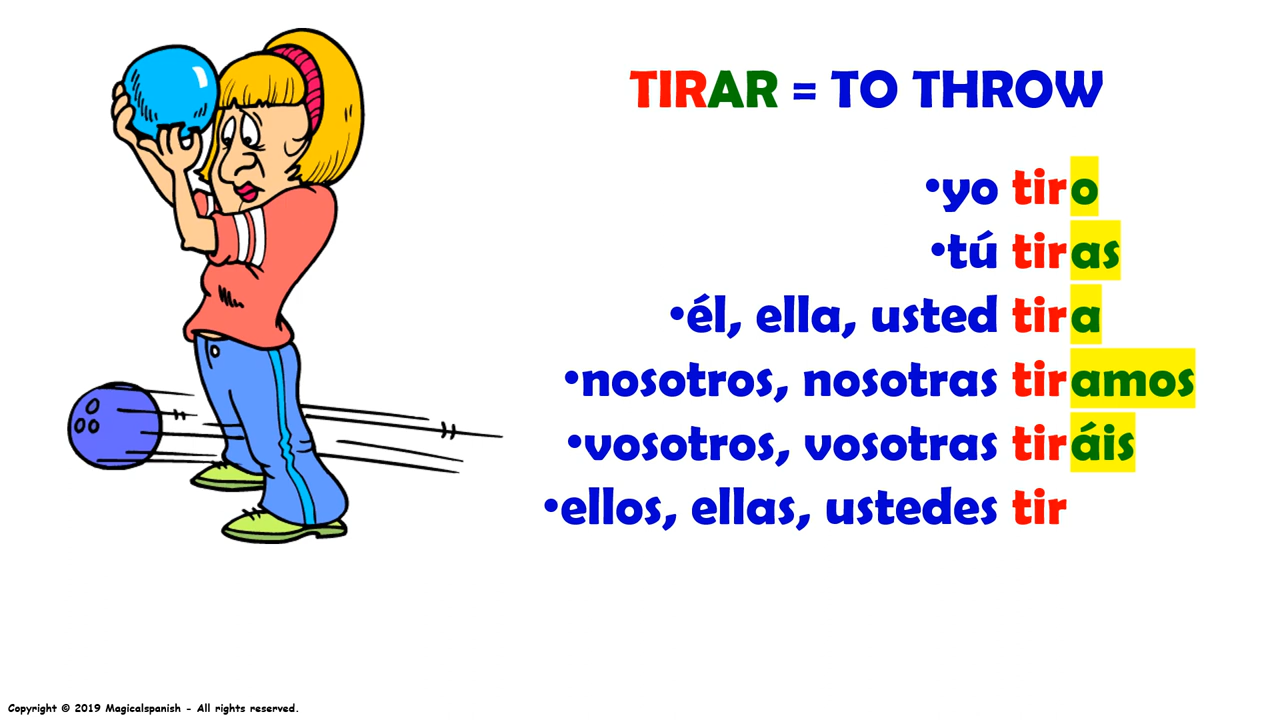 TIRAR = TO THROW
•yo tiro
•tú tiras
•él, ella, usted tira
•nosotros, nosotras tiramos
•vosotros, vosotras tiráis
•ellos, ellas, ustedes tir
Copyright © 2019 Magicalspanish - All rights reserved.